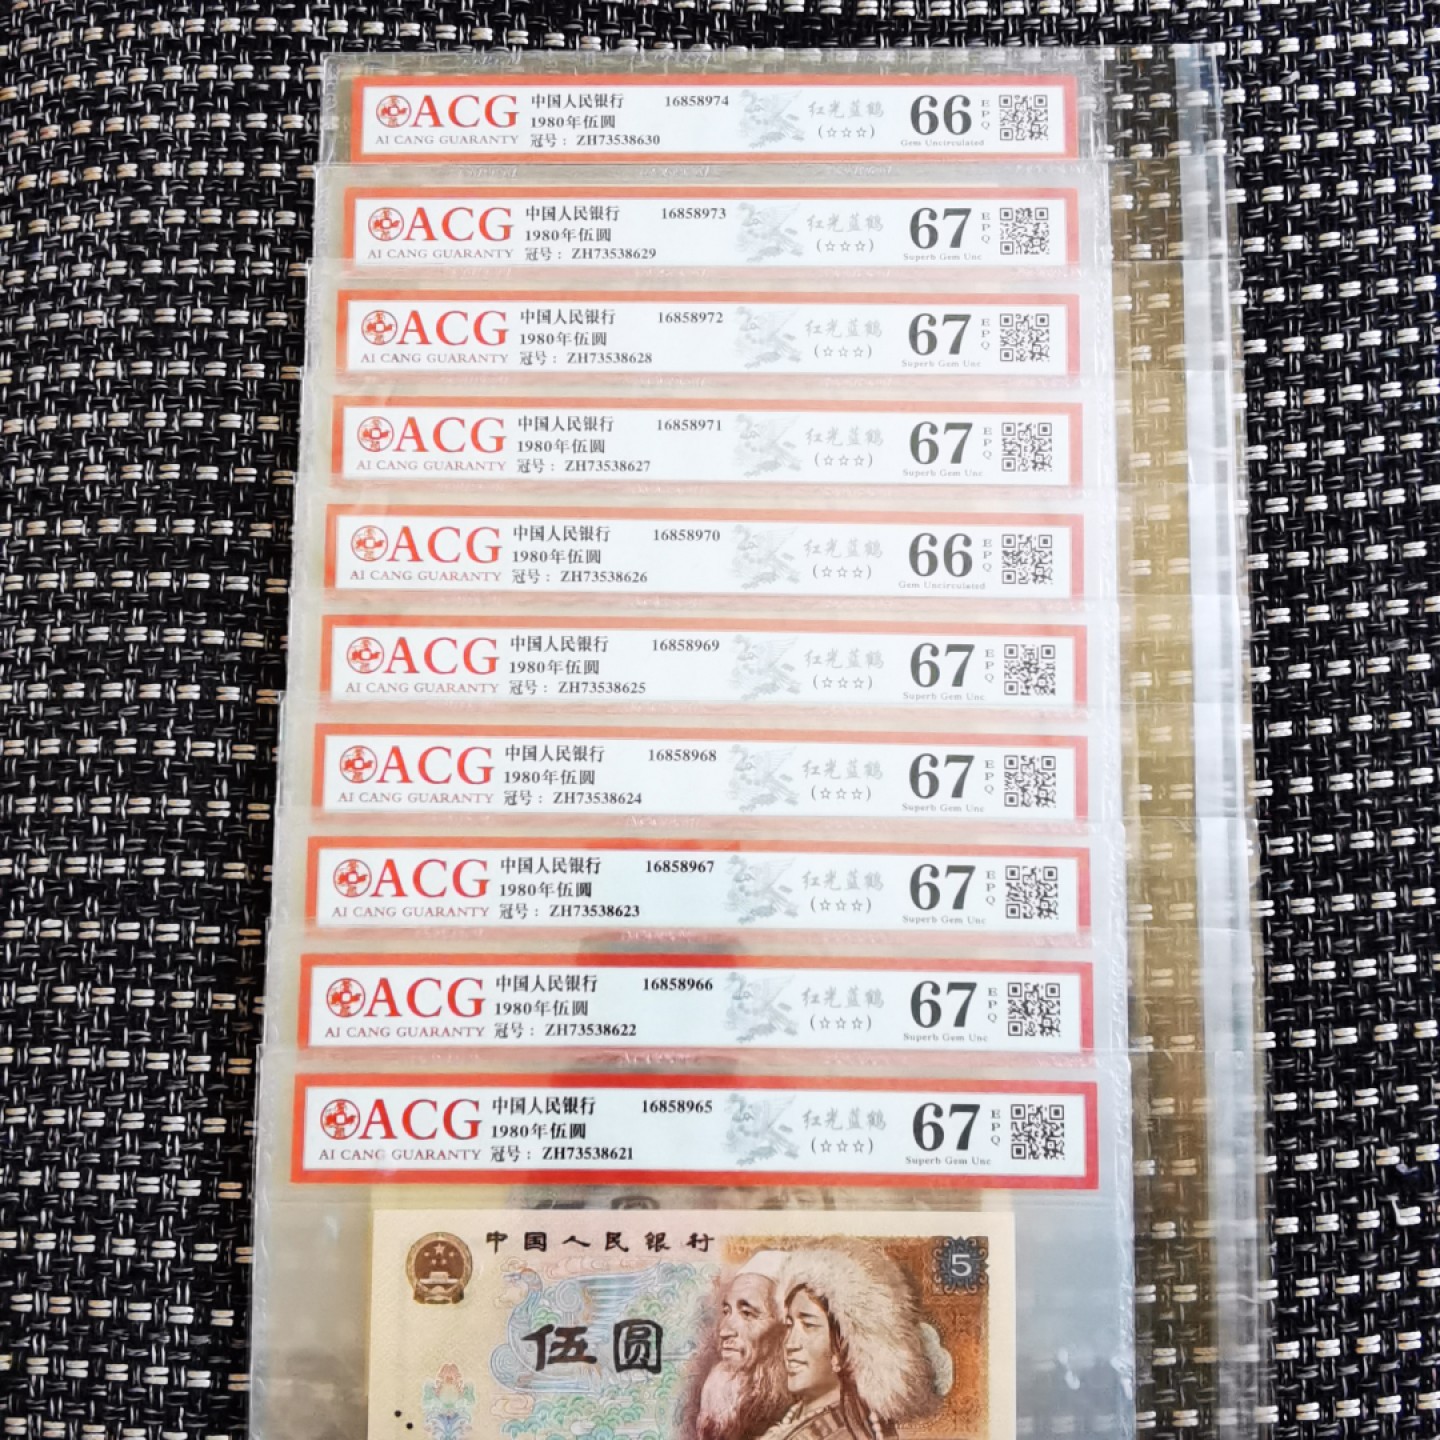 ACG 中国人民银行 16858974 红光蓝鹤 66 EPQ
1980年伍圆 (☆☆☆)
AI CANG GUARANTY 冠号： ZH73538630 Gem Uncirculated
ACG 中国人民银行 16858973 红光蓝鹤 67 EPQ
1980年伍圆 (☆☆☆)
AI CANG GUARANTY 冠号： ZH73538629 Superb Gem Unc
ACG 中国人民银行 16858972 红光蓝鹤 67 EPQ
1980年伍圆 (☆☆☆)
AI CANG GUARANTY 冠号： ZH73538628 Superb Gem Unc
ACG 中国人民银行 16858971 红光蓝鹤 67 EPQ
1980年伍圆 (☆☆☆)
AI CANG GUARANTY 冠号： ZH73538627 Superb Gem Unc
ACG 中国人民银行 16858970 红光蓝鹤 66 EPQ
1980年伍圆 (☆☆☆)
AI CANG GUARANTY 冠号： ZH73538626 Gem Uncirculated
ACG 中国人民银行 16858969 红光蓝鹤 67 EPQ
1980年伍圆 (☆☆☆)
AI CANG GUARANTY 冠号： ZH73538625 Superb Gem Unc
ACG 中国人民银行 16858968 红光蓝鹤 67 EPQ
1980年伍圆 (☆☆☆)
AI CANG GUARANTY 冠号： ZH73538624 Superb Gem Unc
ACG 中国人民银行 16858967 红光蓝鹤 67 EPQ
1980年伍圆 (☆☆☆)
AI CANG GUARANTY 冠号： ZH73538623 Superb Gem Unc
ACG 中国人民银行 16858966 红光蓝鹤 67 EPQ
1980年伍圆 (☆☆☆)
AI CANG GUARANTY 冠号： ZH73538622 Superb Gem Unc
ACG 中国人民银行 16858965 红光蓝鹤 67 EPQ
1980年伍圆 (☆☆☆)
AI CANG GUARANTY 冠号： ZH73538621 Superb Gem Unc
中国人民银行
5
伍圆